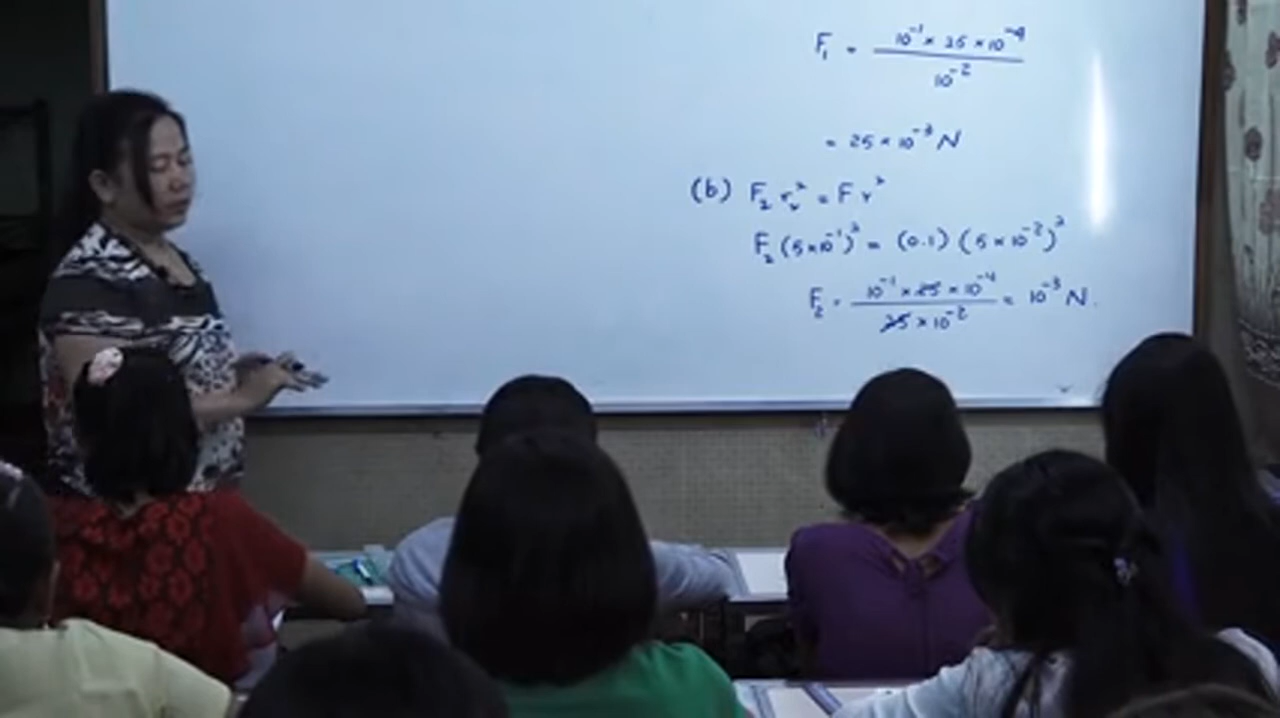 F₁ = (10⁻¹ × 25 × 10⁻⁴) / 10⁻²
= 25 × 10⁻³ N
(b) F₂ r₂² = F r²
F₂ (5×10⁻¹)² = (0.1) (5×10⁻²)²
F₂ = (10⁻¹ × 25 × 10⁻⁴) / (25 × 10⁻²) = 10⁻³ N.